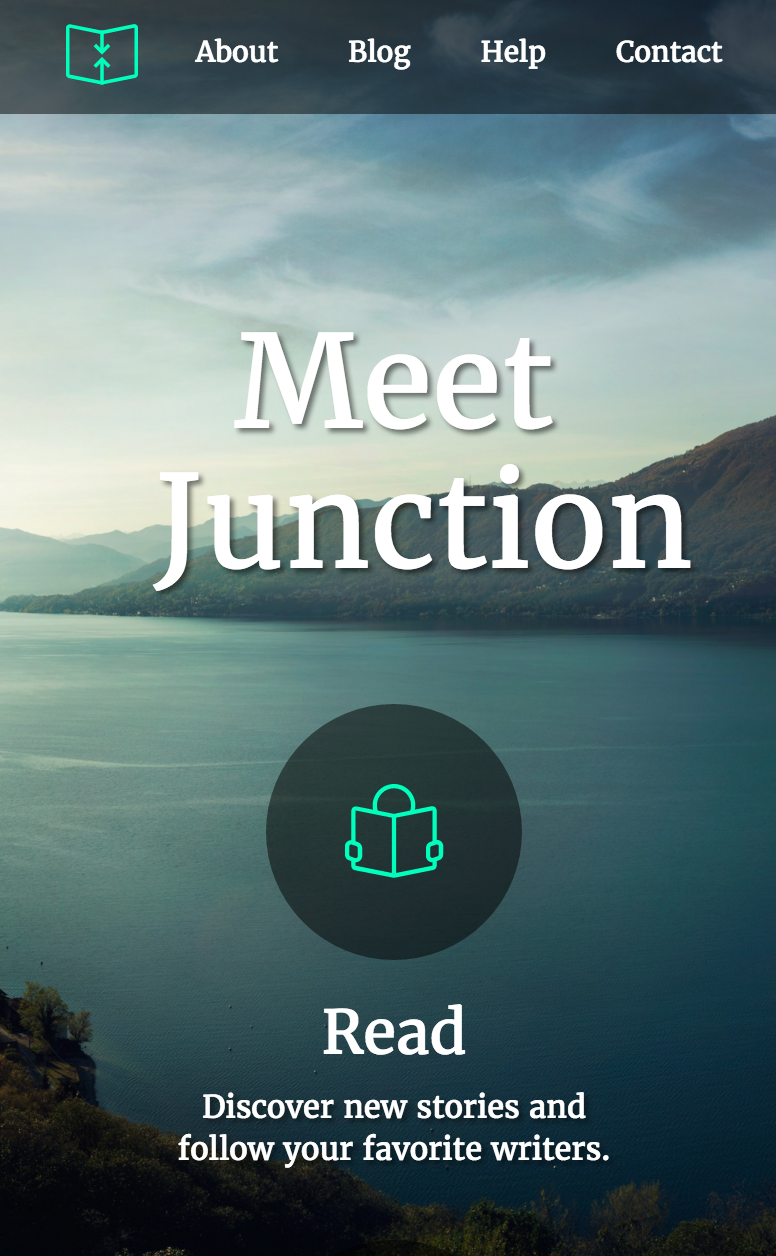 About Blog Help Contact
Meet
Junction
Read
Discover new stories and
follow your favorite writers.